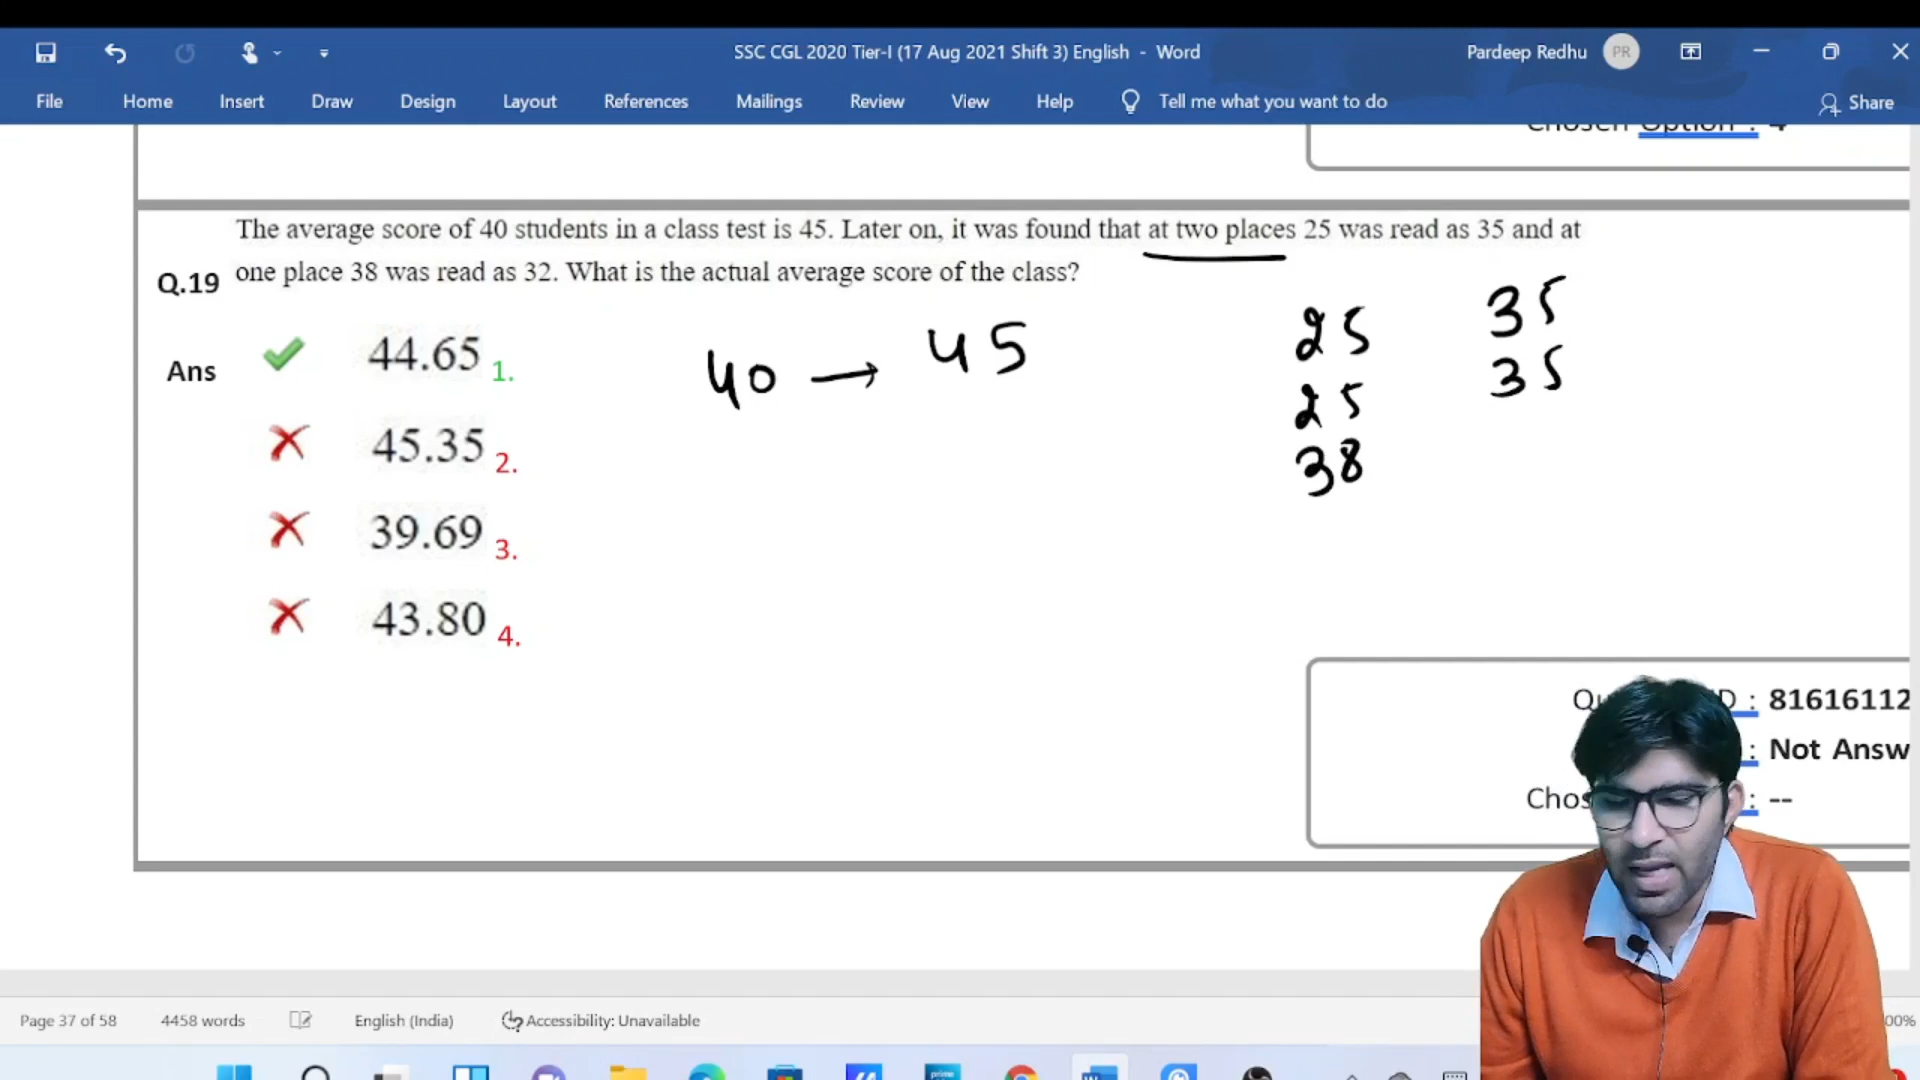 SSC CGL 2020 Tier-I (17 Aug 2021 Shift 3) English - Word
Pardeep Redhu
PR
File
Home
Insert
Draw
Design
Layout
References
Mailings
Review
View
Help
Tell me what you want to do
Share
Chosen Option : 4
The average score of 40 students in a class test is 45. Later on, it was found that at two places 25 was read as 35 and at
Q.19 one place 38 was read as 32. What is the actual average score of the class?
Ans
44.65 1.
45.35 2.
39.69 3.
43.80 4.
40 → 45
25 35
25 35
38
: 81616112
: Not Answ
: --
Page 37 of 58
4458 words
English (India)
Accessibility: Unavailable
00%
prime